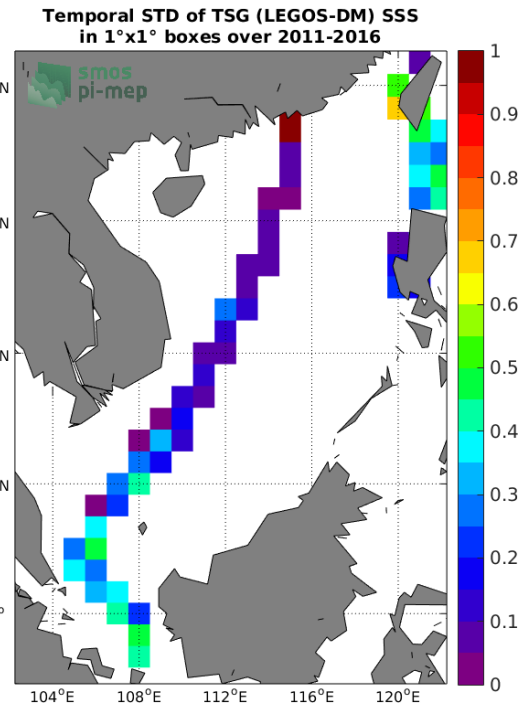 Temporal STD of TSG (LEGOS-DM) SSS
in 1°x1° boxes over 2011-2016
smos
pi-mep
N
N
N
N
°
104°E 108°E 112°E 116°E 120°E
1
0.9
0.8
0.7
0.6
0.5
0.4
0.3
0.2
0.1
0